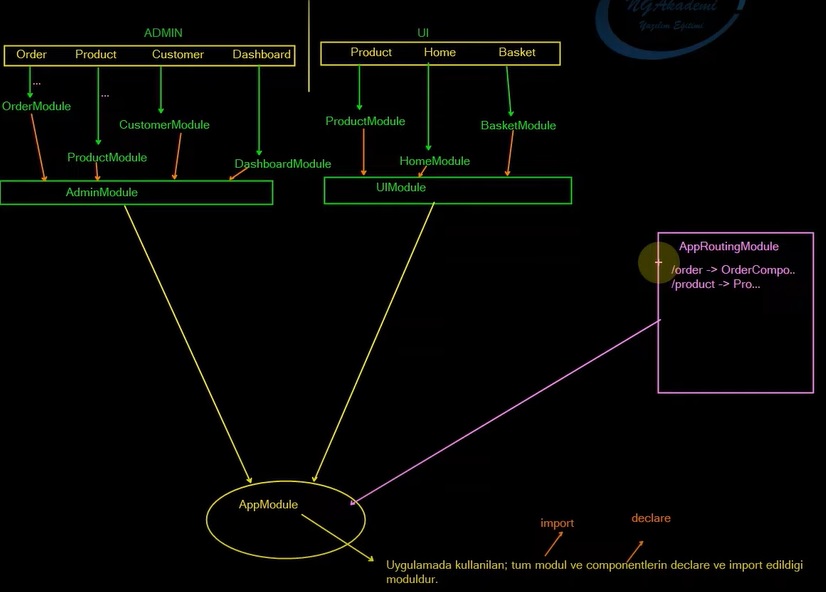 NGAkademi
Yazılım Eğitimi
ADMIN
UI
Order Product Customer Dashboard
Product Home Basket
...
...
OrderModule
CustomerModule
ProductModule
DashboardModule
ProductModule
BasketModule
HomeModule
AdminModule
UIModule
AppRoutingModule
/order -> OrderCompo..
/product -> Pro...
AppModule
import
declare
Uygulamada kullanilan; tum modul ve componentlerin declare ve import edildigi
moduldur.